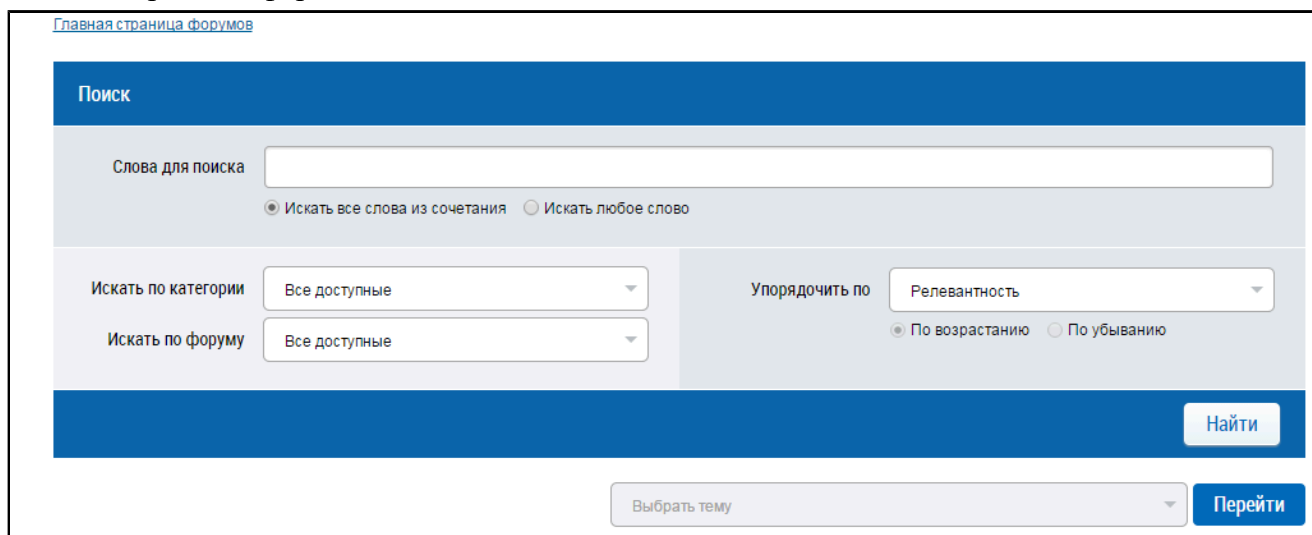 Главная страница форумов
Поиск
Слова для поиска
Искать все слова из сочетания Искать любое слово
Искать по категории Все доступные Упорядочить по Релевантность
Искать по форуму Все доступные По возрастанию По убыванию
Найти
Выбрать тему Перейти